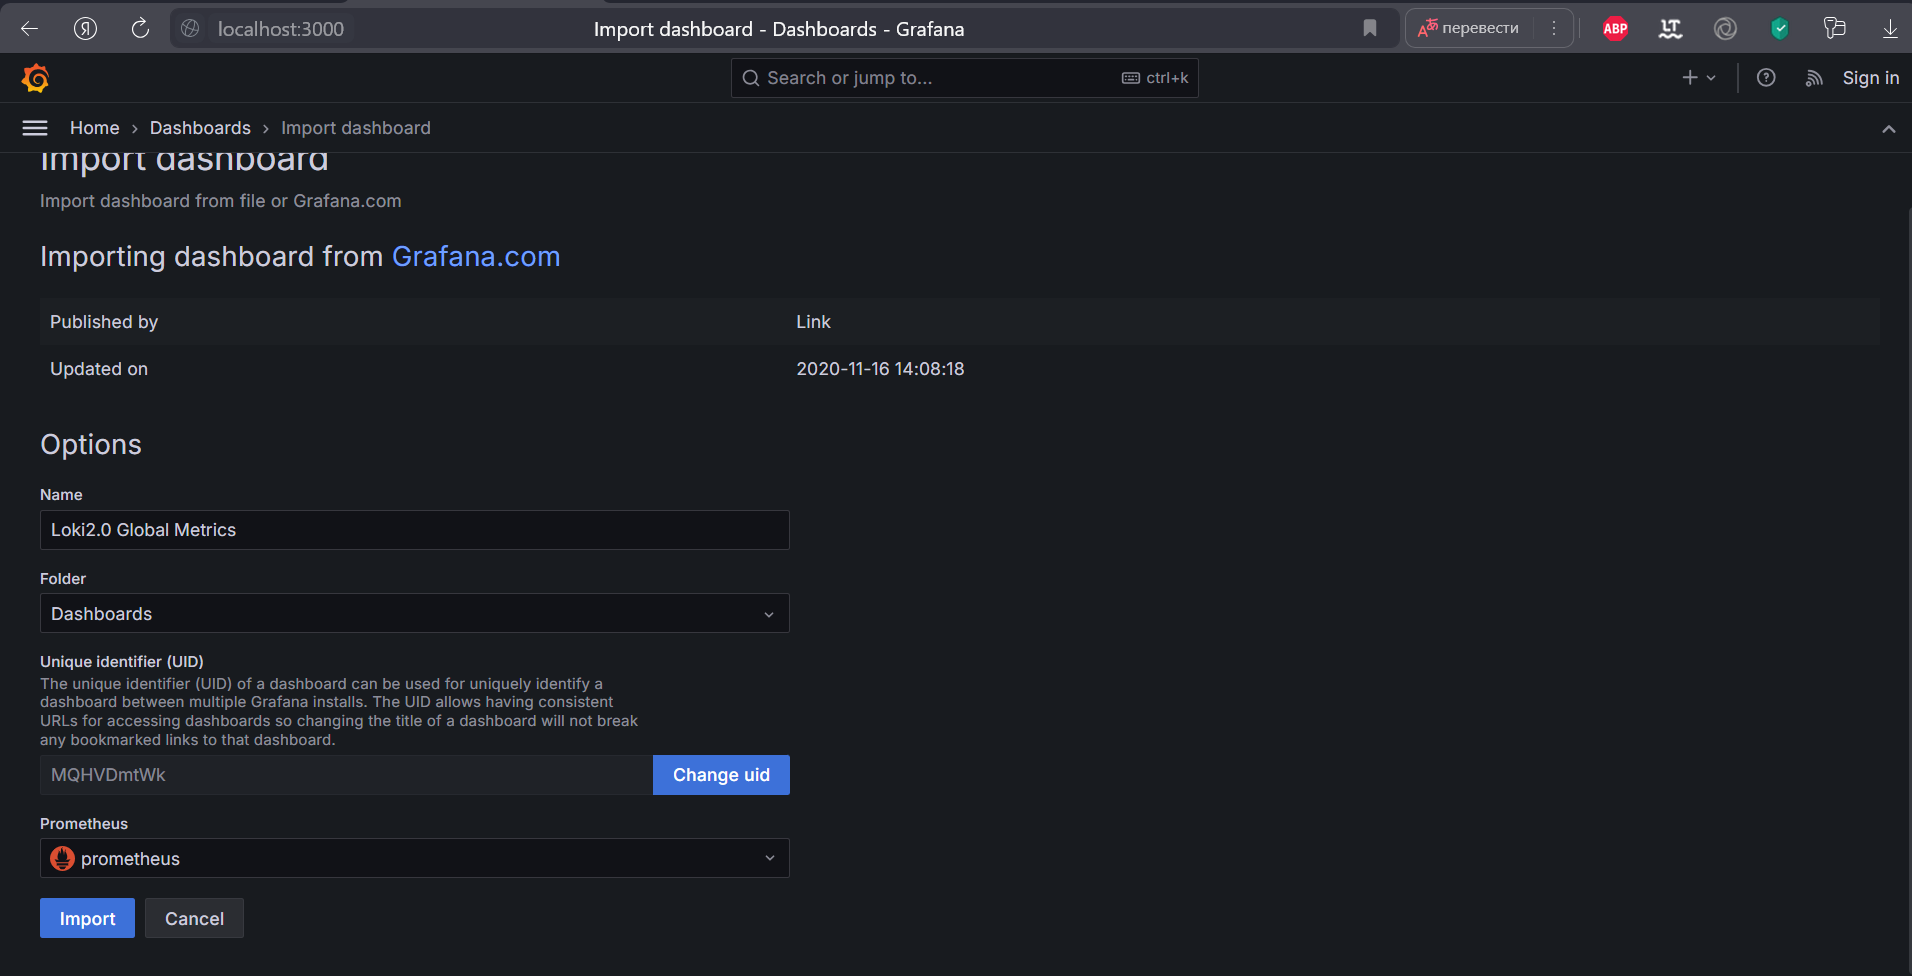 Я
localhost:3000
Import dashboard - Dashboards - Grafana
перевести
ABP
LT
Search or jump to...
ctrl+k
Sign in
Home › Dashboards › Import dashboard
Import dashboard
Import dashboard from file or Grafana.com
Importing dashboard from Grafana.com
Published by
Link
Updated on
2020-11-16 14:08:18
Options
Name
Loki2.0 Global Metrics
Folder
Dashboards
Unique identifier (UID)
The unique identifier (UID) of a dashboard can be used for uniquely identify a
dashboard between multiple Grafana installs. The UID allows having consistent
URLs for accessing dashboards so changing the title of a dashboard will not break
any bookmarked links to that dashboard.
MQHVDmtWk
Change uid
Prometheus
prometheus
Import
Cancel